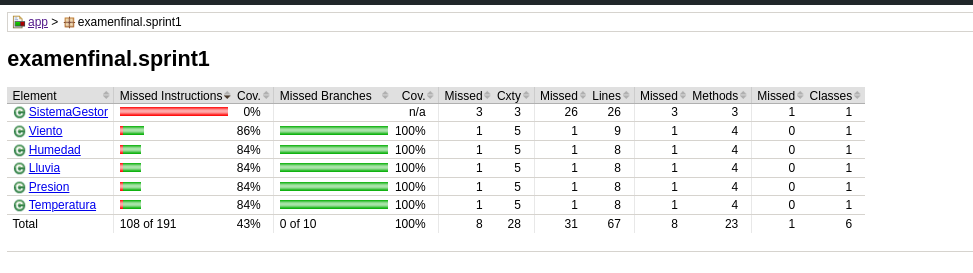 app > examenfinal.sprint1
examenfinal.sprint1
Element Missed Instructions Cov. Missed Branches Cov. Missed Cxty Missed Lines Missed Methods Missed Classes
SistemaGestor 0% n/a 3 3 26 26 3 3 1 1
Viento 86% 100% 1 5 1 9 1 4 0 1
Humedad 84% 100% 1 5 1 8 1 4 0 1
Lluvia 84% 100% 1 5 1 8 1 4 0 1
Presion 84% 100% 1 5 1 8 1 4 0 1
Temperatura 84% 100% 1 5 1 8 1 4 0 1
Total 108 of 191 43% 0 of 10 100% 8 28 31 67 8 23 1 6